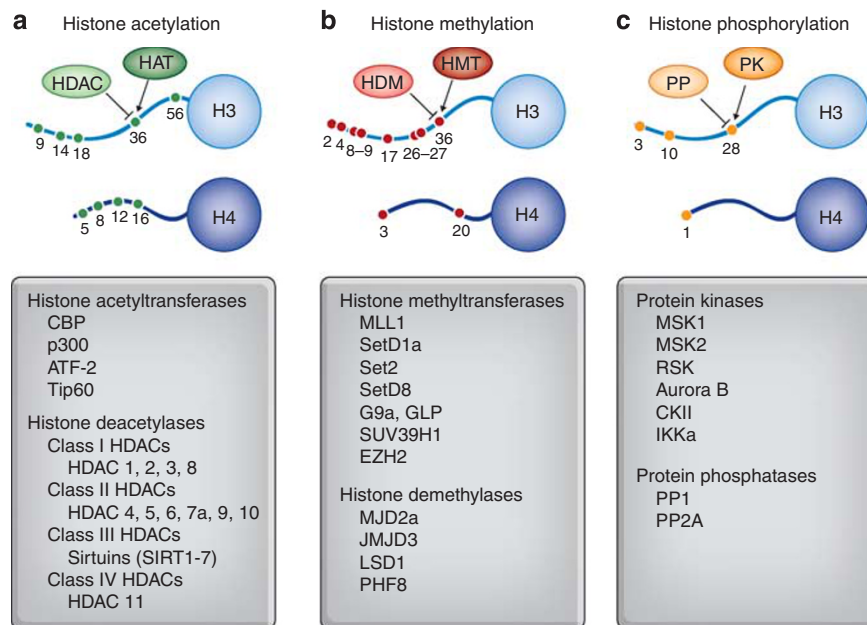 a Histone acetylation
HDAC
HAT
H3
9
14
18
36
56
H4
5
8
12
16
Histone acetyltransferases
CBP
p300
ATF-2
Tip60
Histone deacetylases
Class I HDACs
HDAC 1, 2, 3, 8
Class II HDACs
HDAC 4, 5, 6, 7a, 9, 10
Class III HDACs
Sirtuins (SIRT1-7)
Class IV HDACs
HDAC 11
b Histone methylation
HDM
HMT
H3
2
4
8–9
17
26–27
36
H4
3
20
Histone methyltransferases
MLL1
SetD1a
Set2
SetD8
G9a, GLP
SUV39H1
EZH2
Histone demethylases
MJD2a
JMJD3
LSD1
PHF8
c Histone phosphorylation
PP
PK
H3
3
10
28
H4
1
Protein kinases
MSK1
MSK2
RSK
Aurora B
CKII
IKKa
Protein phosphatases
PP1
PP2A